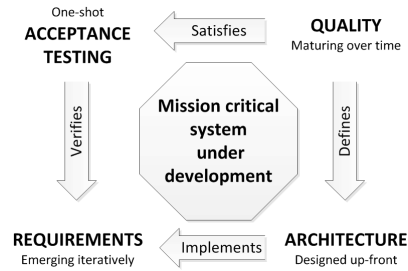 One-shot
ACCEPTANCE
TESTING
Satisfies
QUALITY
Maturing over time
Verifies
Mission critical
system
under
development
Defines
REQUIREMENTS
Emerging iteratively
Implements
ARCHITECTURE
Designed up-front